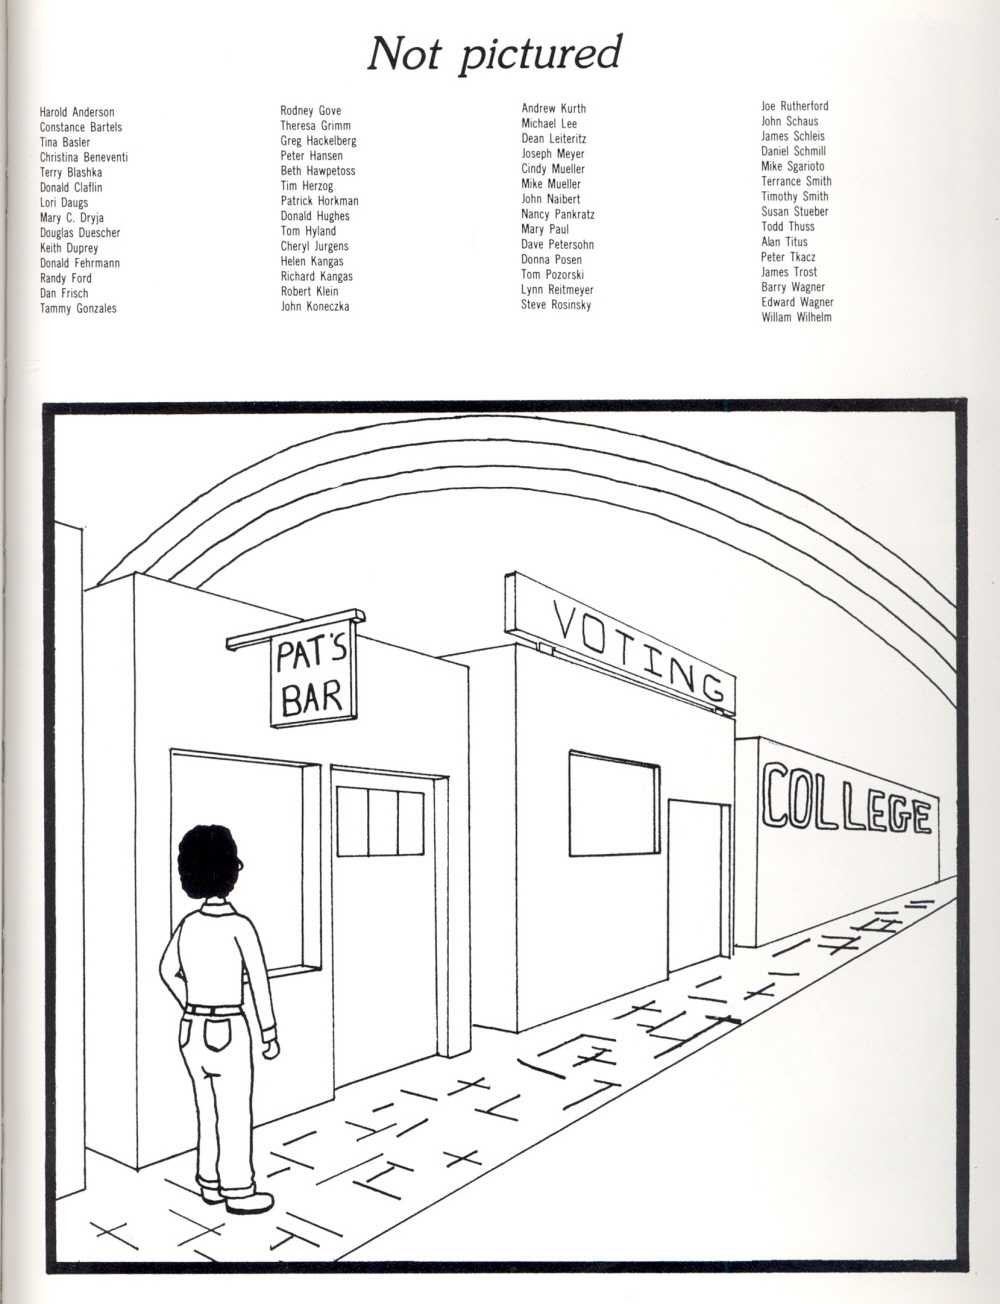 Not pictured
Harold Anderson
Constance Bartels
Tina Basler
Christina Beneventi
Terry Blashka
Donald Claflin
Lori Daugs
Mary C. Dryja
Douglas Duescher
Keith Duprey
Donald Fehrmann
Randy Ford
Dan Frisch
Tammy Gonzales
Rodney Gove
Theresa Grimm
Greg Hackelberg
Peter Hansen
Beth Hawpetoss
Tim Herzog
Patrick Horkman
Donald Hughes
Tom Hyland
Cheryl Jurgens
Helen Kangas
Richard Kangas
Robert Klein
John Koneczka
Andrew Kurth
Michael Lee
Dean Leiteritz
Joseph Meyer
Cindy Mueller
Mike Mueller
John Naibert
Nancy Pankratz
Mary Paul
Dave Petersohn
Donna Posen
Tom Pozorski
Lynn Reitmeyer
Steve Rosinsky
Joe Rutherford
John Schaus
James Schleis
Daniel Schmill
Mike Sgarioto
Terrance Smith
Timothy Smith
Susan Stueber
Todd Thuss
Alan Titus
Peter Tkacz
James Trost
Barry Wagner
Edward Wagner
Willam Wilhelm
PAT'S
BAR
VOTING
COLLEGE